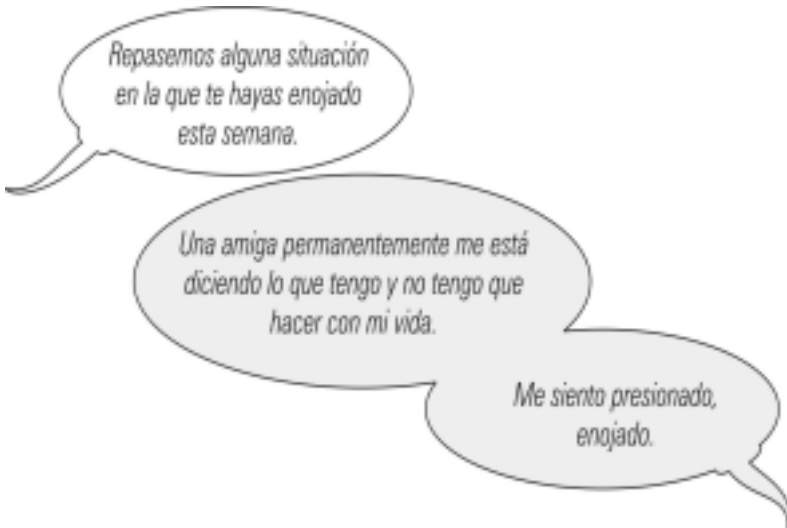 Repasemos alguna situación
en la que te hayas enojado
esta semana.
Una amiga permanentemente me está
diciendo lo que tengo y no tengo que
hacer con mi vida.
Me siento presionado,
enojado.